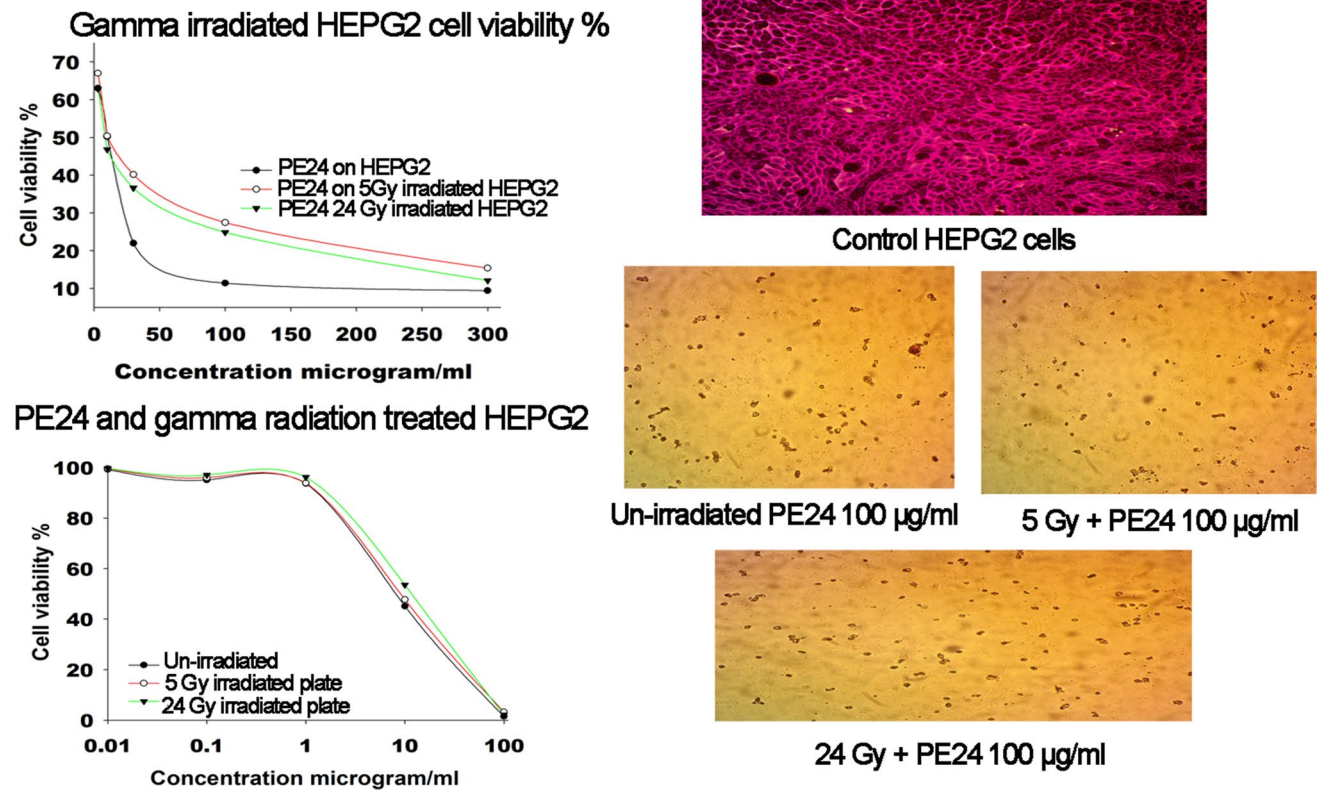 Gamma irradiated HEPG2 cell viability %
70
60
50
40
30
20
10
Cell viability %
PE24 on HEPG2
PE24 on 5Gy irradiated HEPG2
PE24 24 Gy irradiated HEPG2
0 50 100 150 200 250 300
Concentration microgram/ml
PE24 and gamma radiation treated HEPG2
100
80
60
40
20
0
Cell viability %
Un-irradiated
5 Gy irradiated plate
24 Gy irradiated plate
0.01 0.1 1 10 100
Concentration microgram/ml
Control HEPG2 cells
Un-irradiated PE24 100 µg/ml
5 Gy + PE24 100 µg/ml
24 Gy + PE24 100 µg/ml